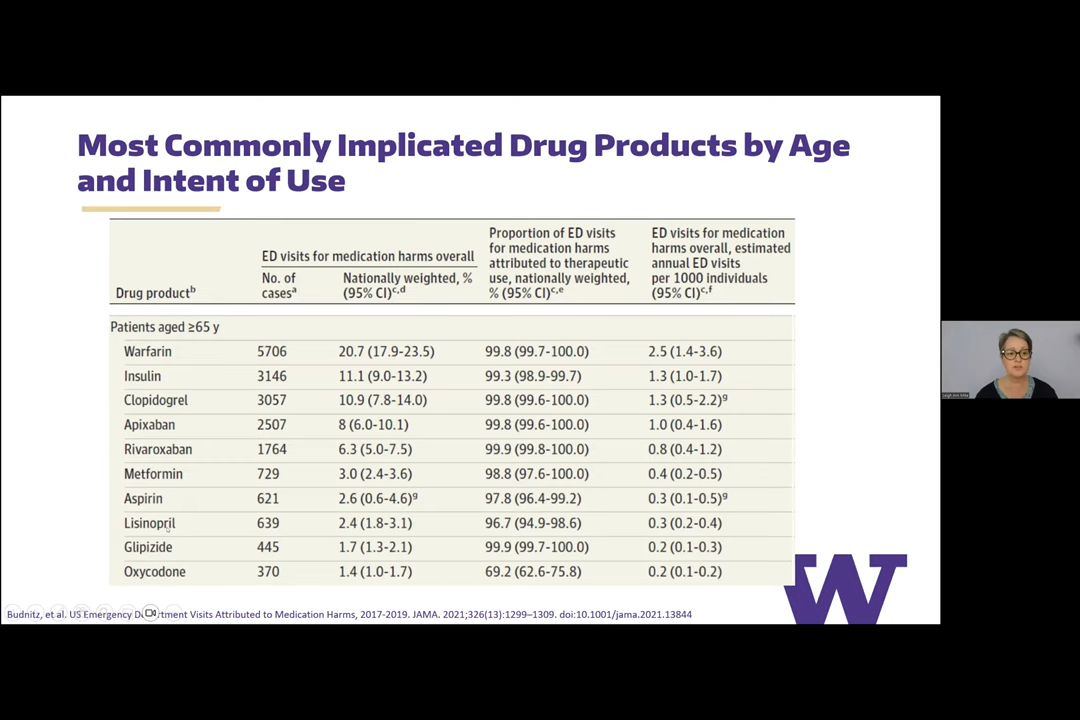 Most Commonly Implicated Drug Products by Age
and Intent of Use
Drug productᵇ
ED visits for medication harms overall
No. of
casesᵃ
Nationally weighted, %
(95% CI)ᶜ,ᵈ
Proportion of ED visits
for medication harms
attributed to therapeutic
use, nationally weighted,
% (95% CI)ᶜ,ᵉ
ED visits for medication
harms overall, estimated
annual ED visits
per 1000 individuals
(95% CI)ᶜ,ᶠ
Patients aged ≥65 y
Warfarin 5706 20.7 (17.9-23.5) 99.8 (99.7-100.0) 2.5 (1.4-3.6)
Insulin 3146 11.1 (9.0-13.2) 99.3 (98.9-99.7) 1.3 (1.0-1.7)
Clopidogrel 3057 10.9 (7.8-14.0) 99.8 (99.6-100.0) 1.3 (0.5-2.2)ᵍ
Apixaban 2507 8 (6.0-10.1) 99.8 (99.6-100.0) 1.0 (0.4-1.6)
Rivaroxaban 1764 6.3 (5.0-7.5) 99.9 (99.8-100.0) 0.8 (0.4-1.2)
Metformin 729 3.0 (2.4-3.6) 98.8 (97.6-100.0) 0.4 (0.2-0.5)
Aspirin 621 2.6 (0.6-4.6)ᵍ 97.8 (96.4-99.2) 0.3 (0.1-0.5)ᵍ
Lisinopril 639 2.4 (1.8-3.1) 96.7 (94.9-98.6) 0.3 (0.2-0.4)
Glipizide 445 1.7 (1.3-2.1) 99.9 (99.7-100.0) 0.2 (0.1-0.3)
Oxycodone 370 1.4 (1.0-1.7) 69.2 (62.6-75.8) 0.2 (0.1-0.2)
W
Budnitz, et al. US Emergency Visits Attributed to Medication Harms, 2017-2019. JAMA. 2021;326(13):1299–1309. doi:10.1001/jama.2021.13844